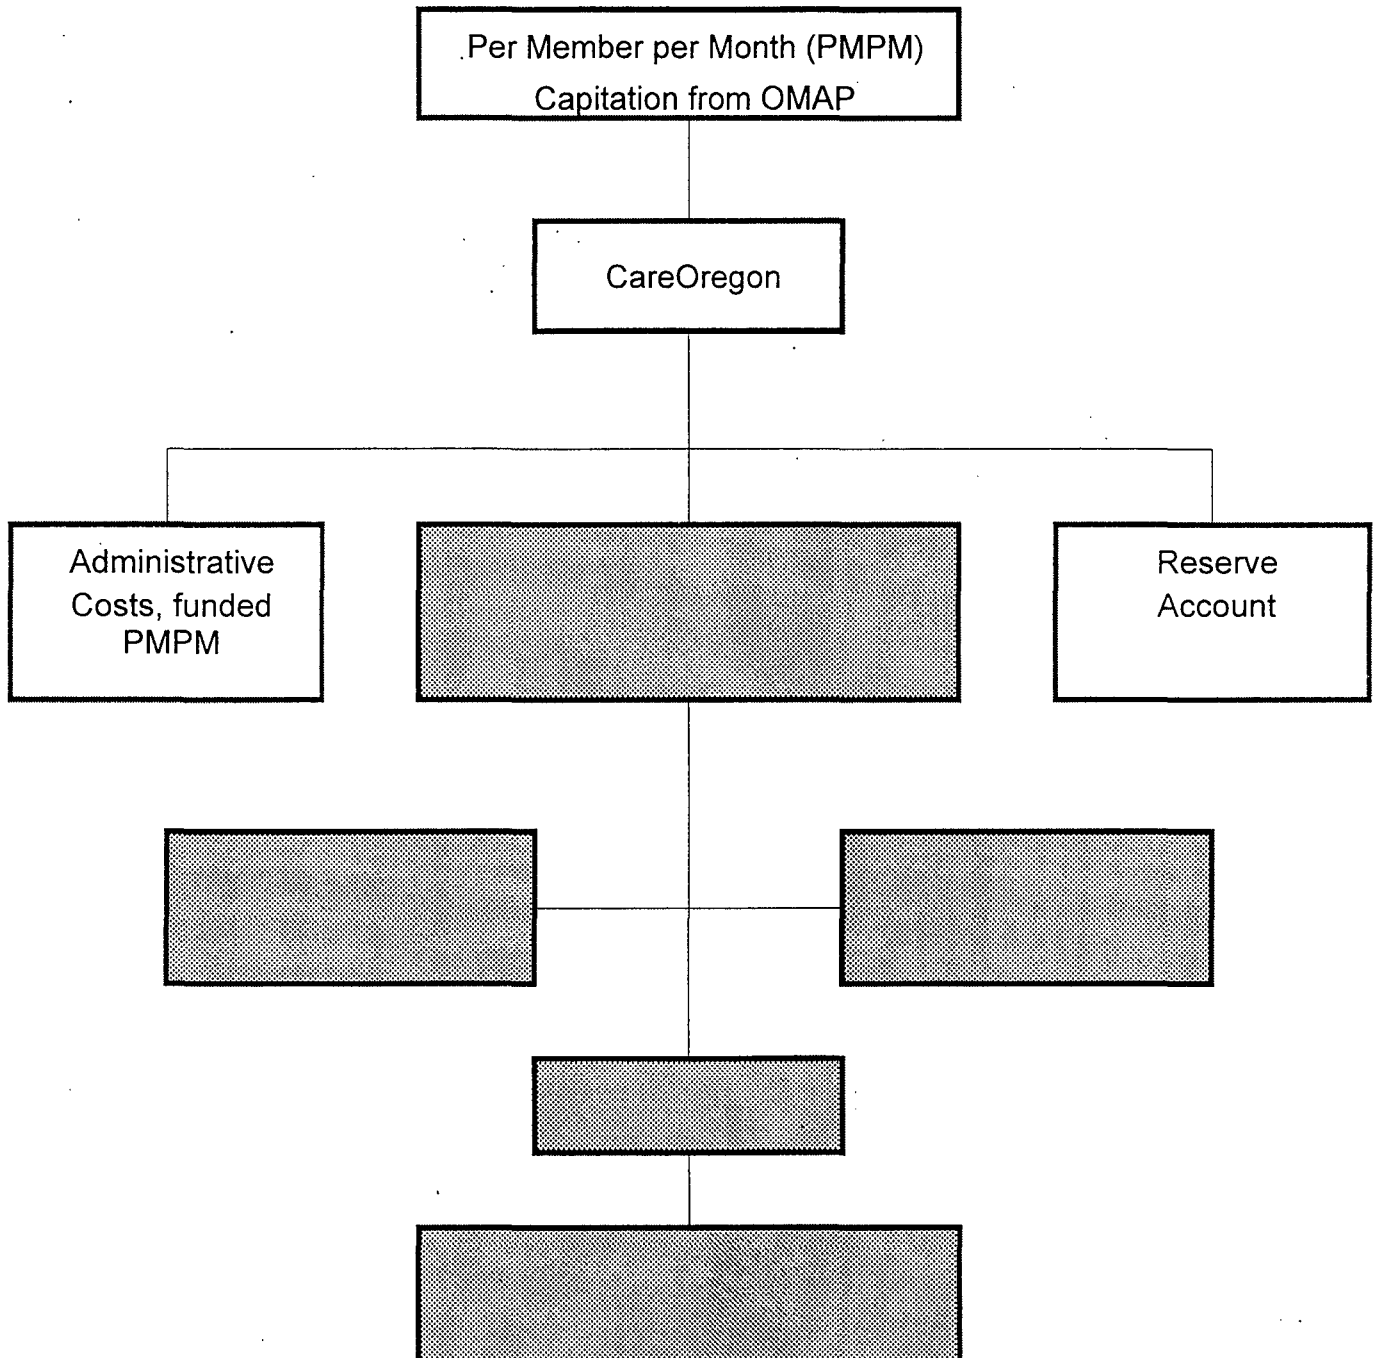 Per Member per Month (PMPM)
Capitation from OMAP
CareOregon
Administrative
Costs, funded
PMPM
Reserve
Account